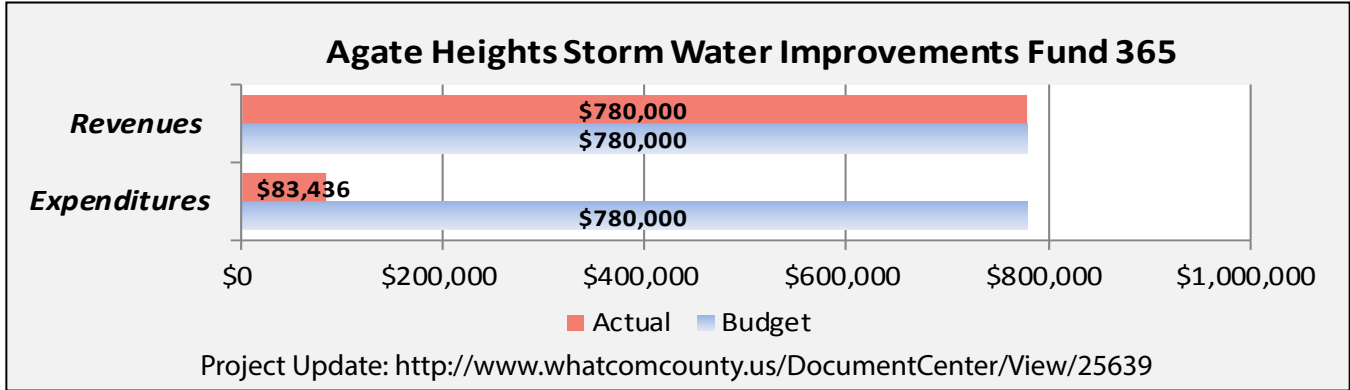 Agate Heights Storm Water Improvements Fund 365
Revenues
$780,000
$780,000
Expenditures
$83,436
$780,000
$0 $200,000 $400,000 $600,000 $800,000 $1,000,000
Actual Budget
Project Update: http://www.whatcomcounty.us/DocumentCenter/View/25639